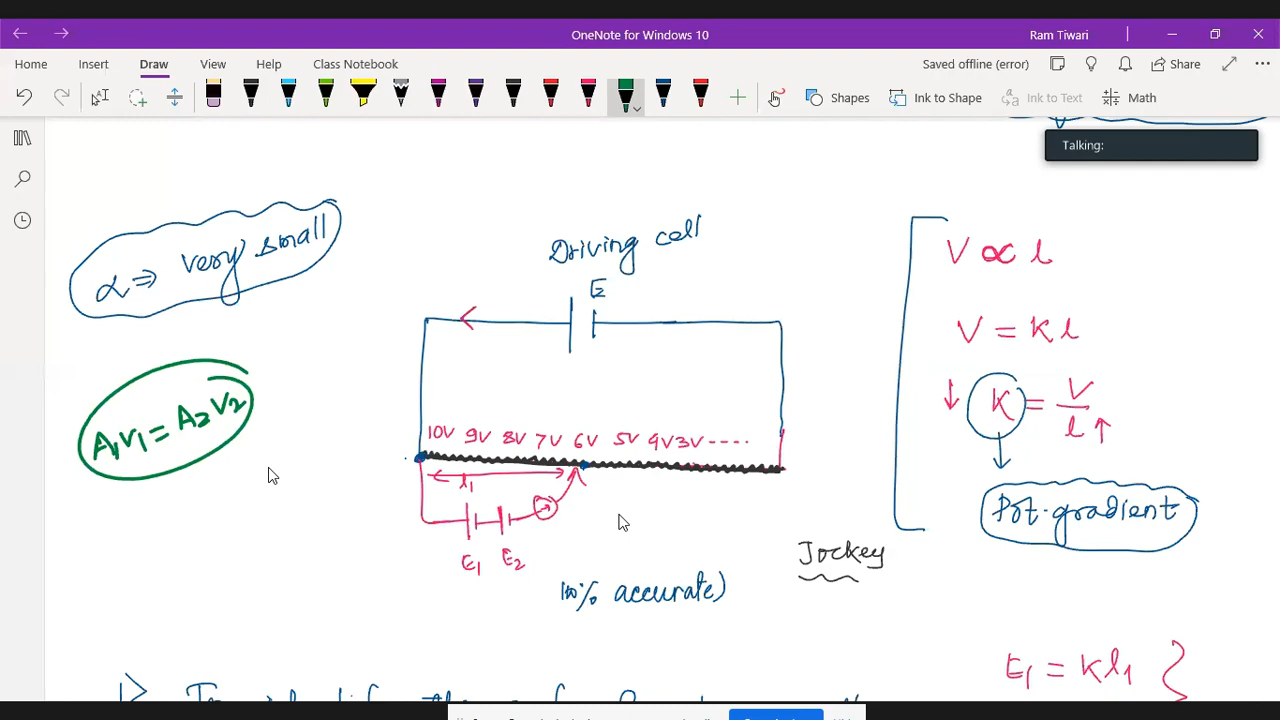 OneNote for Windows 10
Ram Tiwari
Home Insert Draw View Help Class Notebook
Saved offline (error)
Share
Shapes
Ink to Shape
Ink to Text
Math
Talking:
α ⇒ very small
Driving cell
E
V ∝ l
V = Kl
K = V/l
↓ ↑
Pot. gradient
A1V1 = A2V2
10V 9V 8V 7V 6V 5V 4V 3V ----
l1
E1 E2
Jockey
100% accurate)
E1 = Kl1